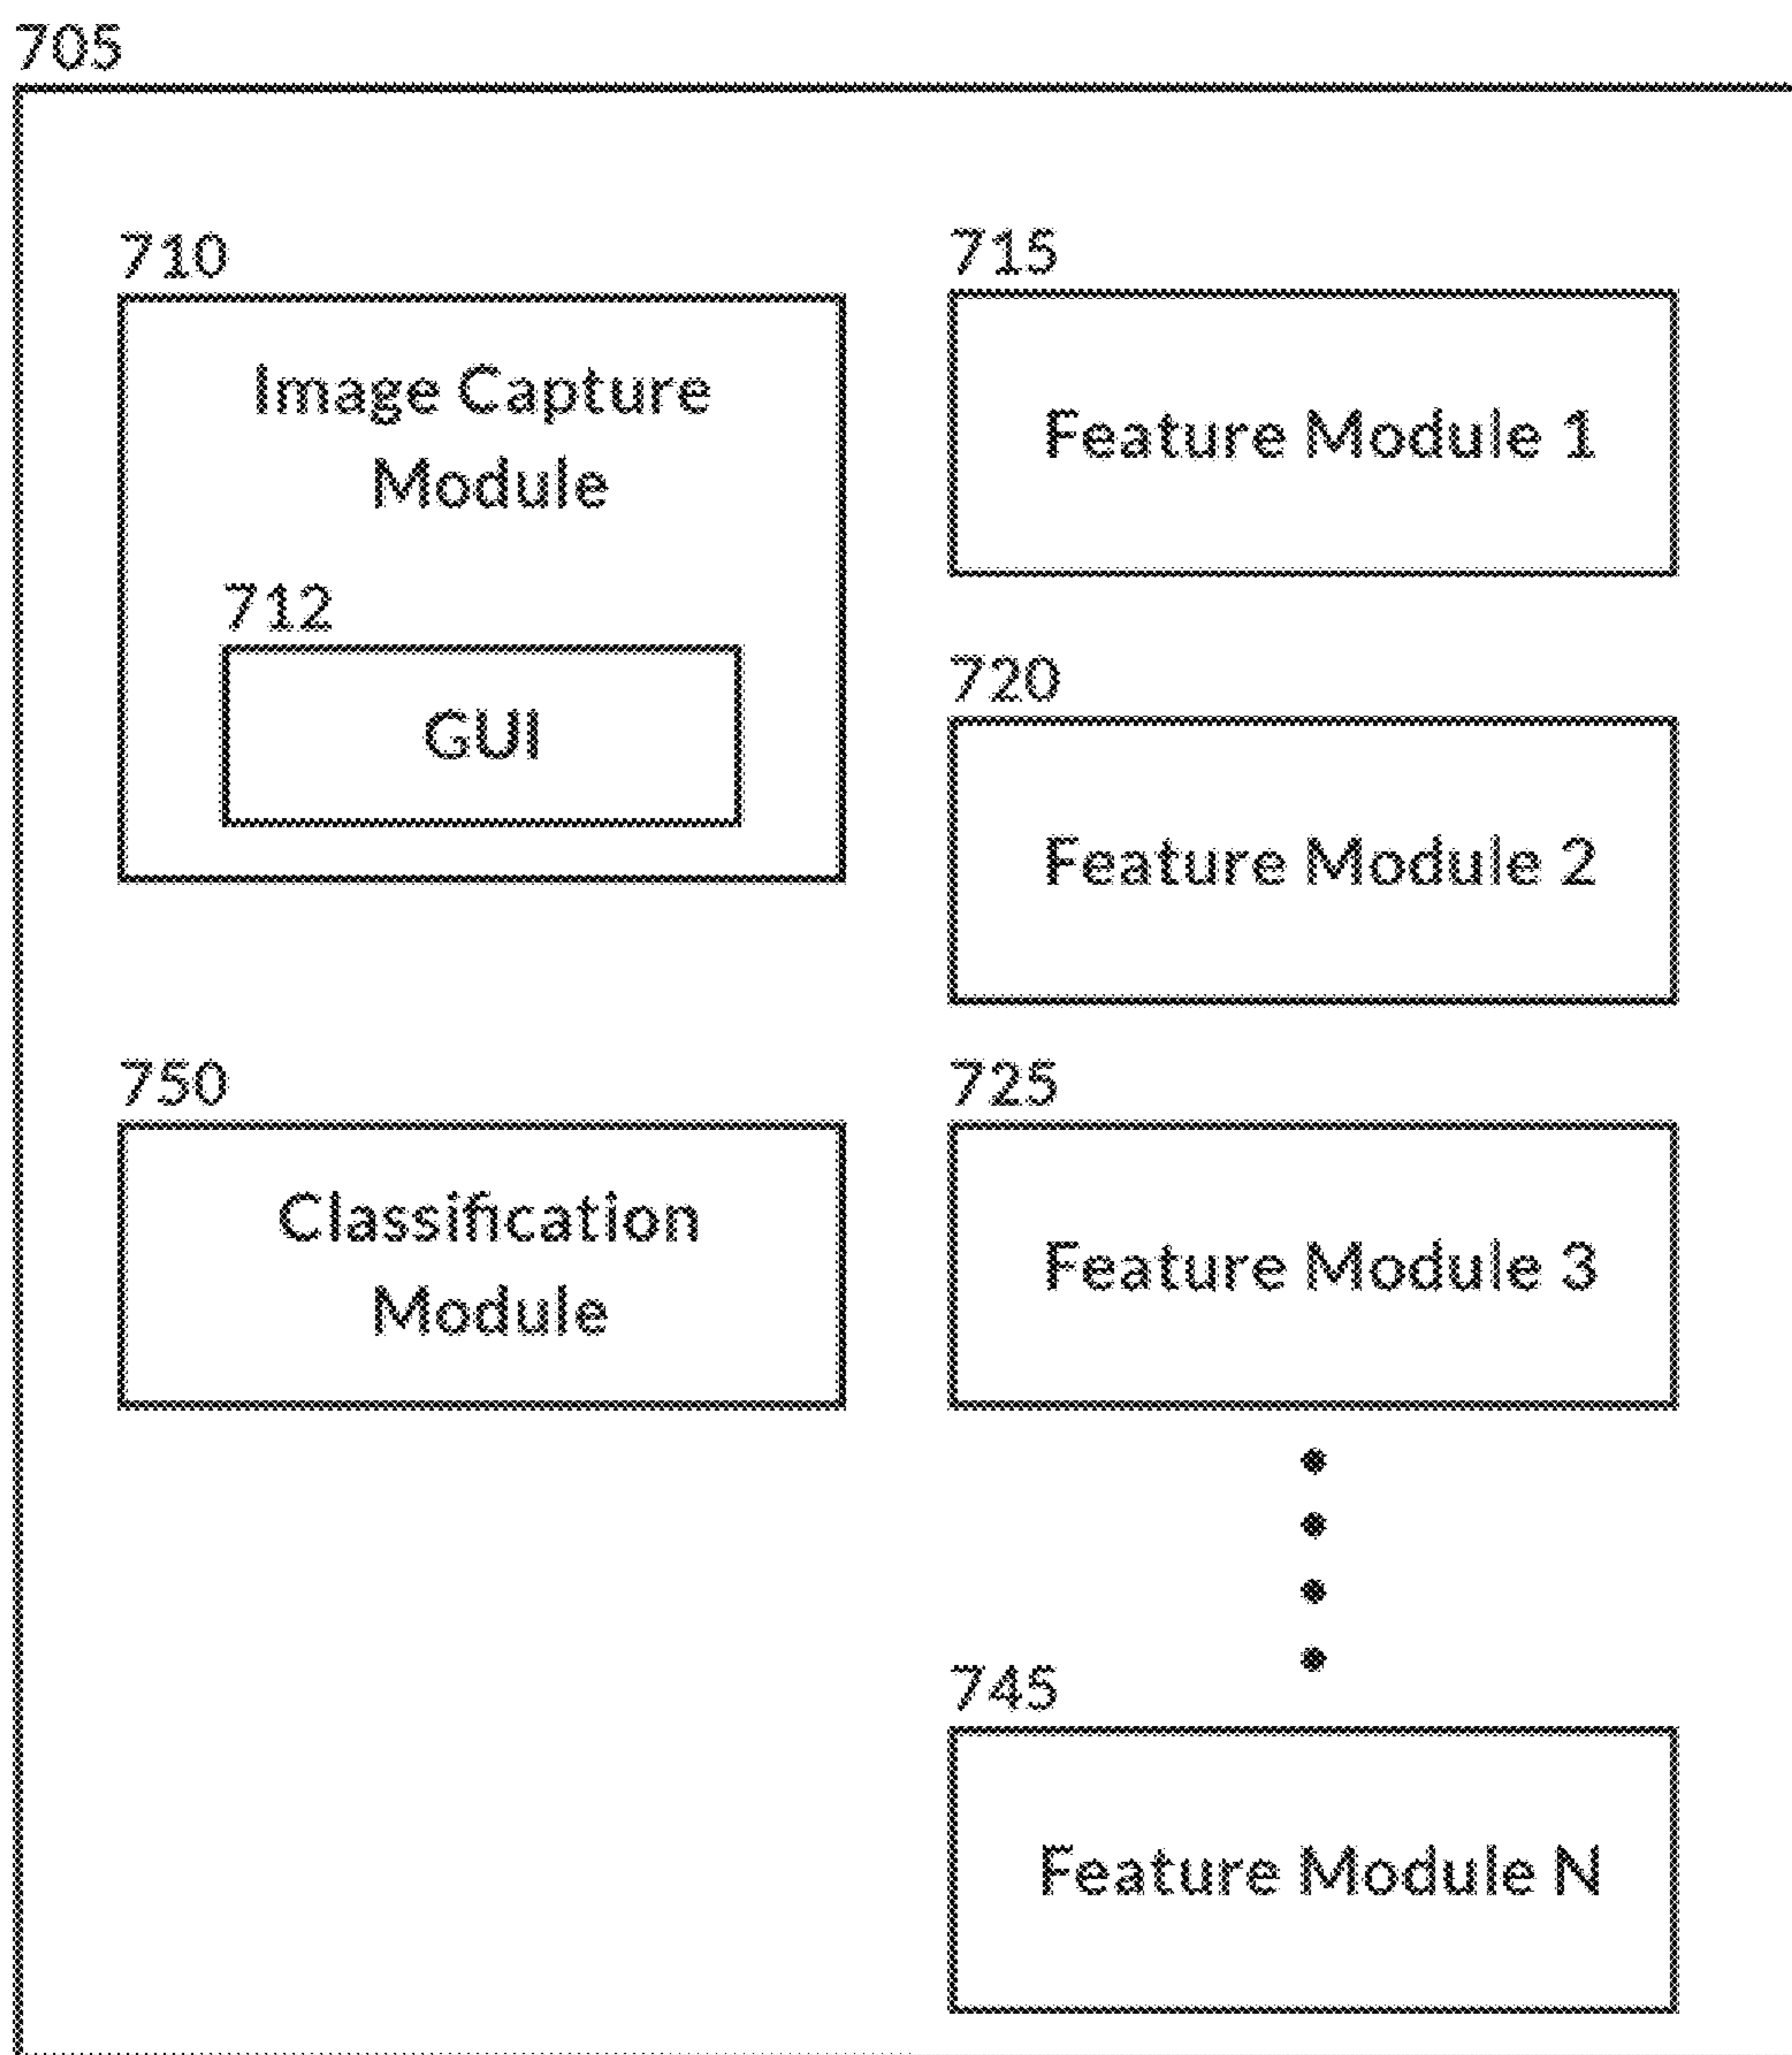 705
710
Image Capture
Module
712
GUI
750
Classification
Module
715
Feature Module 1
720
Feature Module 2
725
Feature Module 3
745
Feature Module N